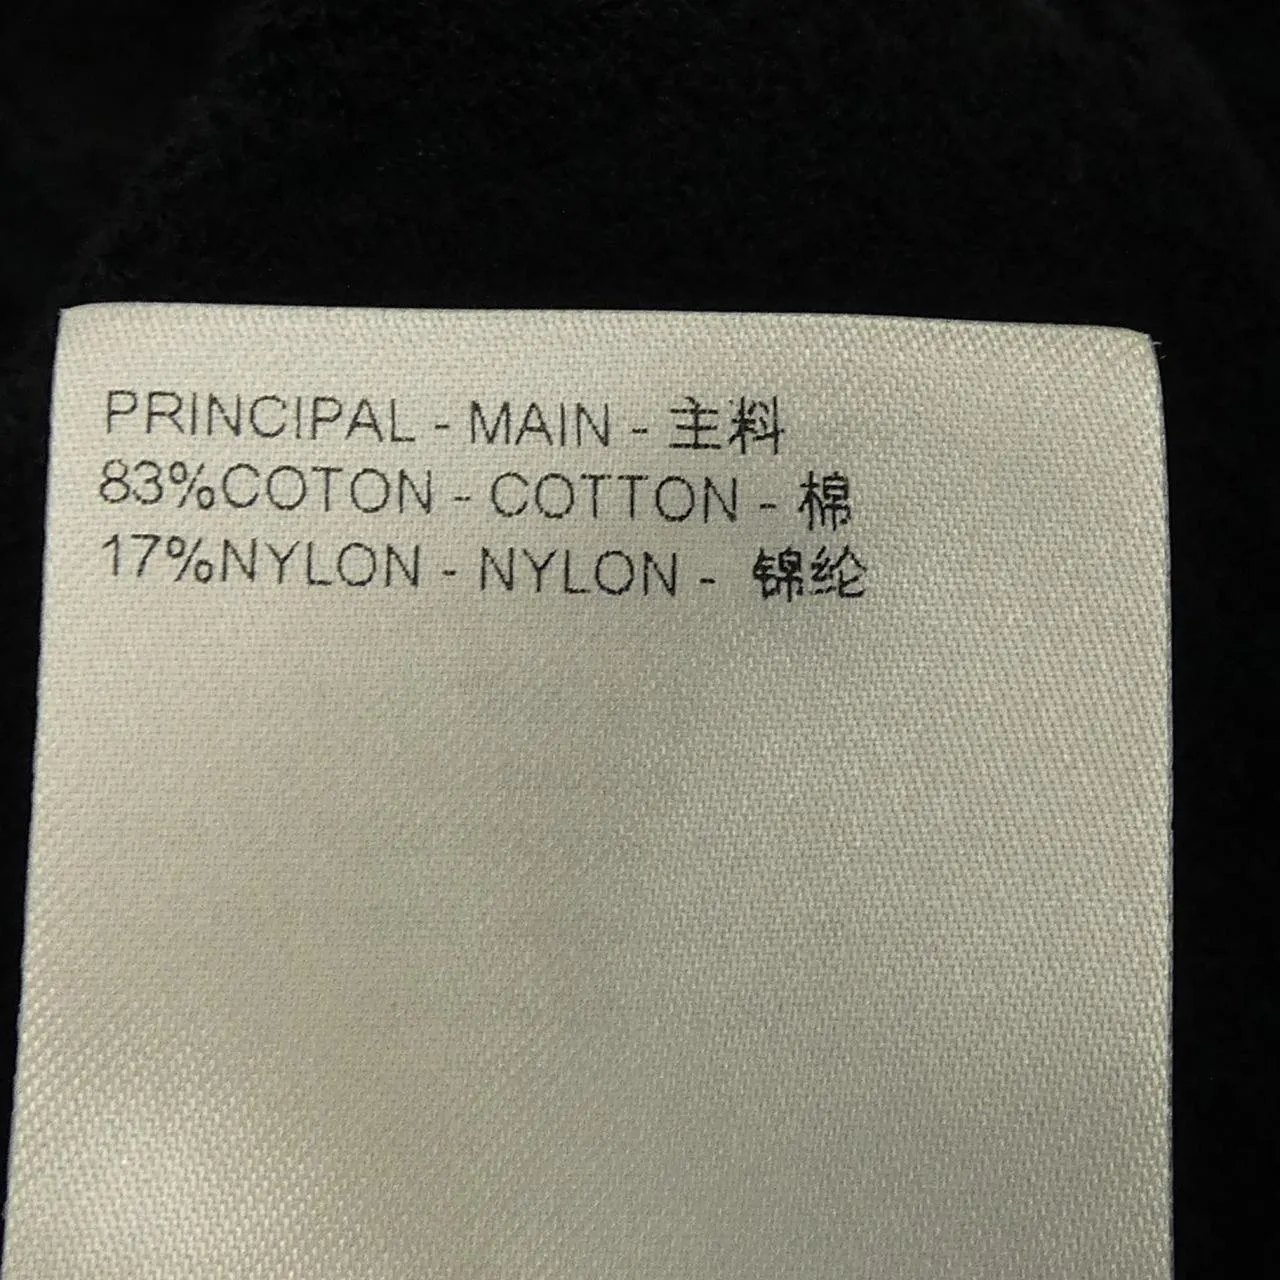 PRINCIPAL - MAIN - 主料
83%COTON - COTTON - 棉
17%NYLON - NYLON - 锦纶